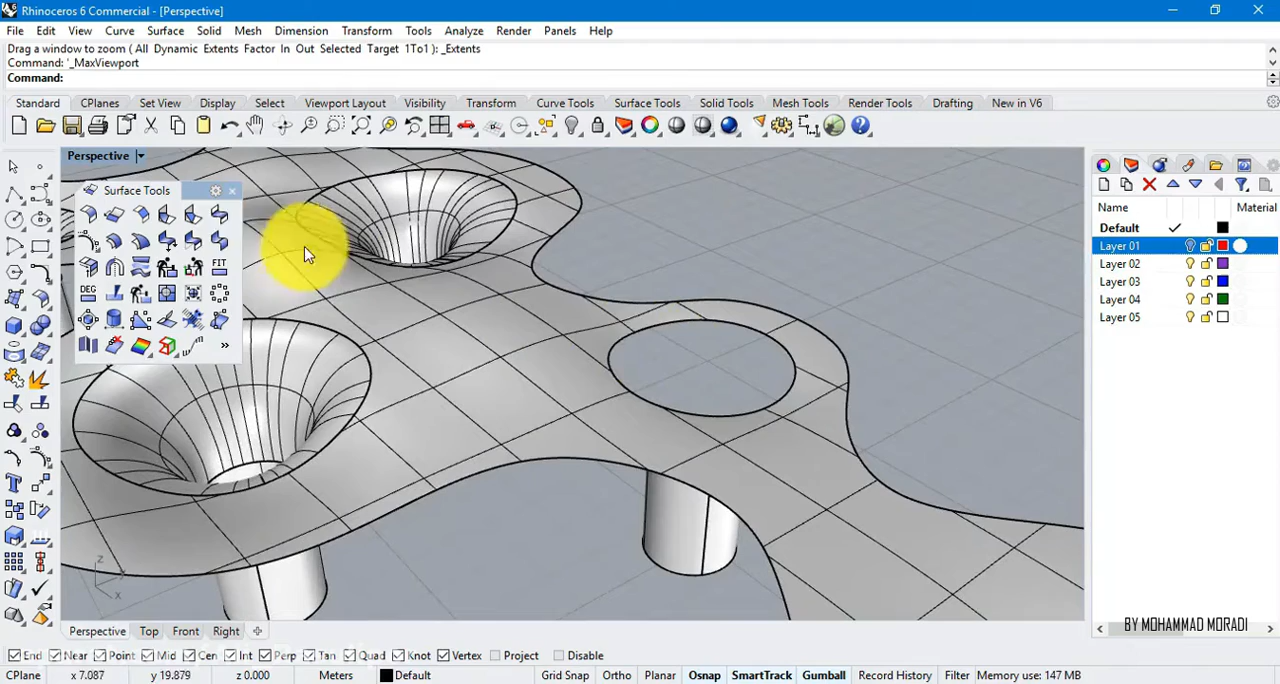 Rhinoceros 6 Commercial - [Perspective]
File Edit View Curve Surface Solid Mesh Dimension Transform Tools Analyze Render Panels Help
Drag a window to zoom ( All Dynamic Extents Factor In Out Selected Target 1To1 ): _Extents
Command: '_MaxViewport
Command:
Standard CPlanes Set View Display Select Viewport Layout Visibility Transform Curve Tools Surface Tools Solid Tools Mesh Tools Render Tools Drafting New in V6
Perspective
Surface Tools
FIT
DEG
Name Material
Default
Layer 01
Layer 02
Layer 03
Layer 04
Layer 05
z
y
x
BY MOHAMMAD MORADI
Perspective Top Front Right
End Near Point Mid Cen Int Perp Tan Quad Knot Vertex Project Disable
CPlane x 7.087 y 19.879 z 0.000 Meters Default Grid Snap Ortho Planar Osnap SmartTrack Gumball Record History Filter Memory use: 147 MB